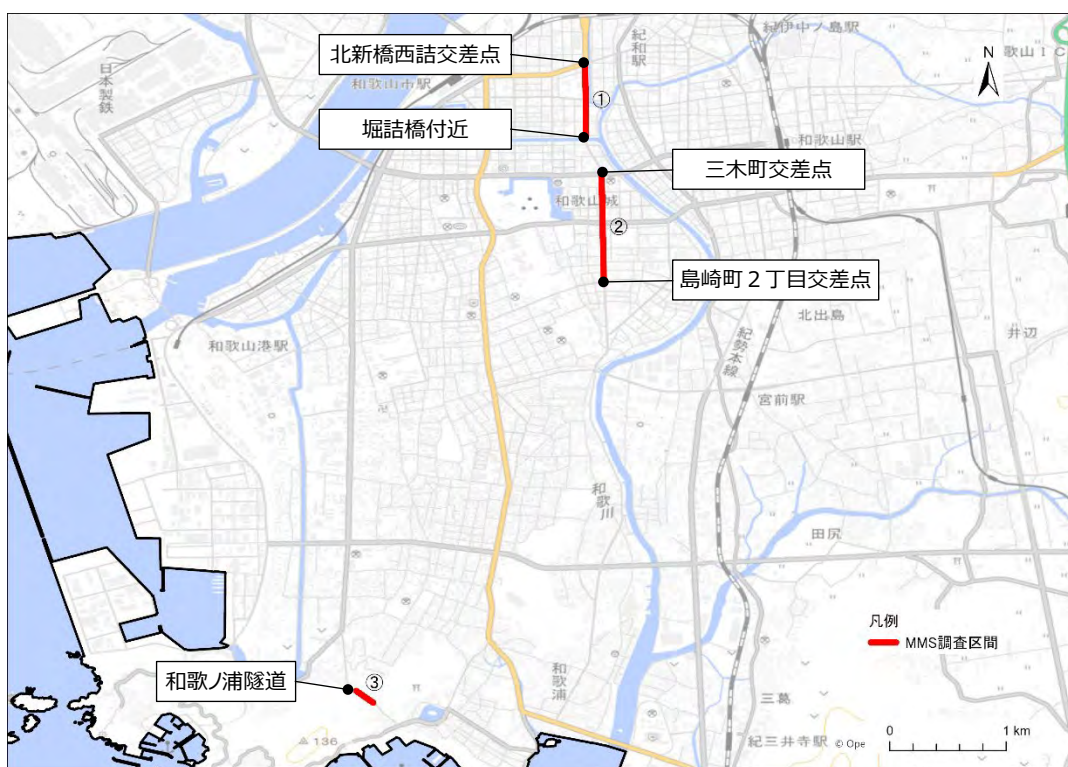 紀伊中ノ島駅
歌山IC
北新橋西詰交差点
紀和駅
日本製鉄
和歌山市駅
N
①
堀詰橋付近
和歌山駅
三木町交差点
和歌山城
②
島崎町2丁目交差点
北出島
井辺
和歌山港駅
紀勢本線
宮前駅
和歌川
田尻
凡例
MMS調査区間
和歌ノ浦隧道
③
和歌浦
三葛
136
紀三井寺駅
© Ope
0
1 km